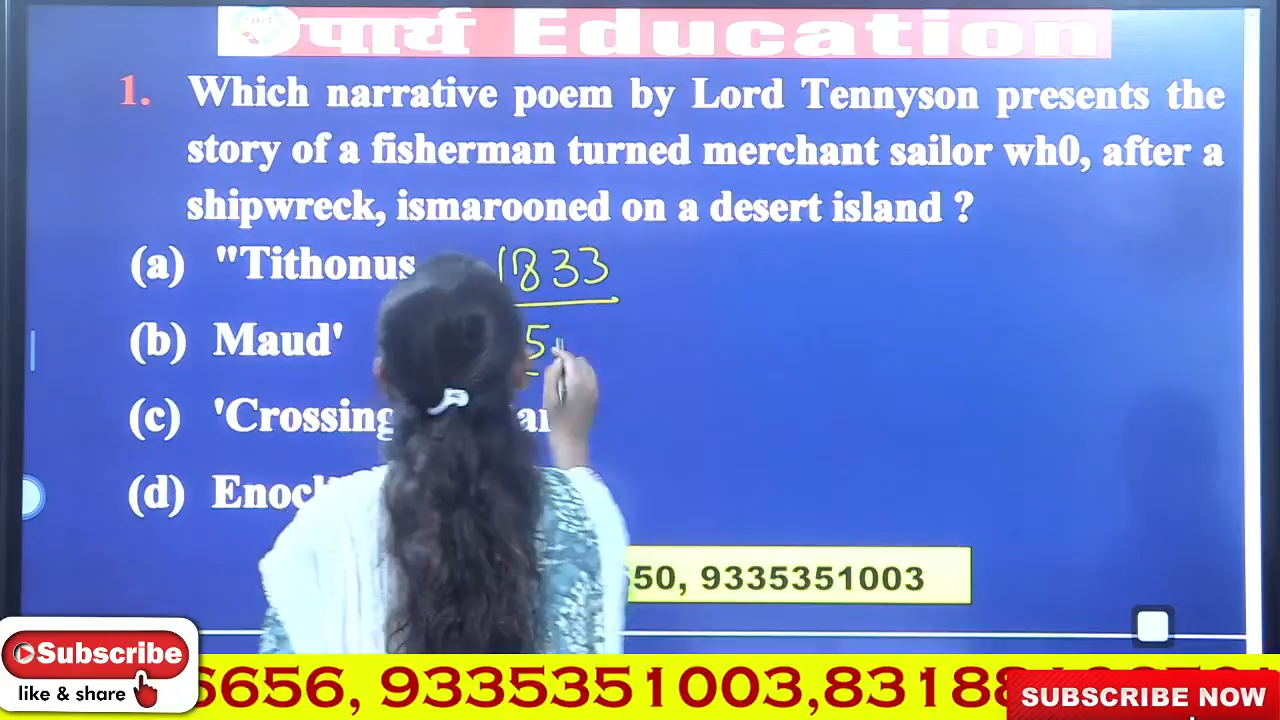 Education
1. Which narrative poem by Lord Tennyson presents the
story of a fisherman turned merchant sailor wh0, after a
shipwreck, ismarooned on a desert island ?
(a) "Tithonus 1833
(b) Maud' 5
(c) 'Crossing
(d)
50, 9335351003
Subscribe
like & share
5656, 9335351003,8318
SUBSCRIBE NOW